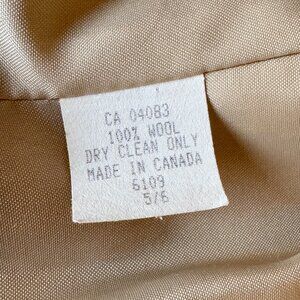 CA 04083
100% WOOL
DRY CLEAN ONLY
MADE IN CANADA
6109
5/6